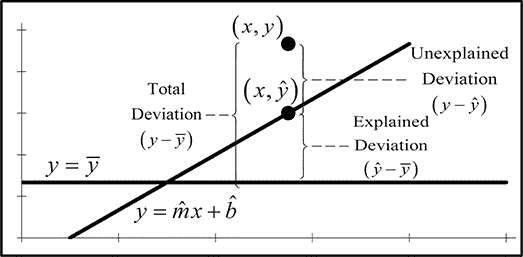 (x, y)
Unexplained
Deviation
(y − ŷ)
Total
Deviation
(y − ȳ)
(x, ŷ)
Explained
Deviation
(ŷ − ȳ)
y = ȳ
y = m̂x + b̂